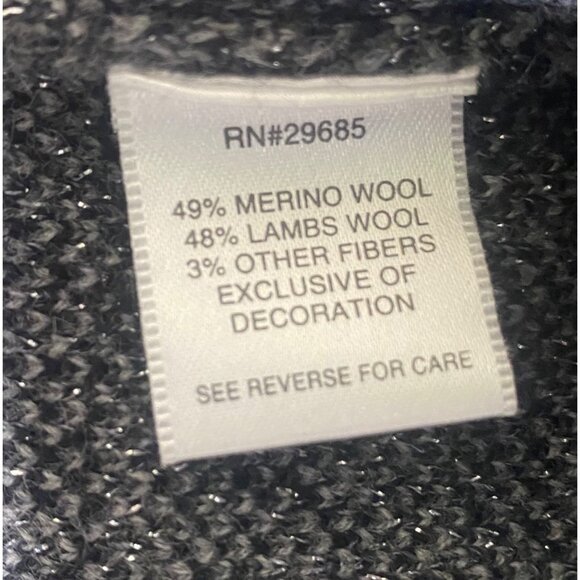 RN#29685
49% MERINO WOOL
48% LAMBS WOOL
3% OTHER FIBERS
EXCLUSIVE OF
DECORATION
SEE REVERSE FOR CARE